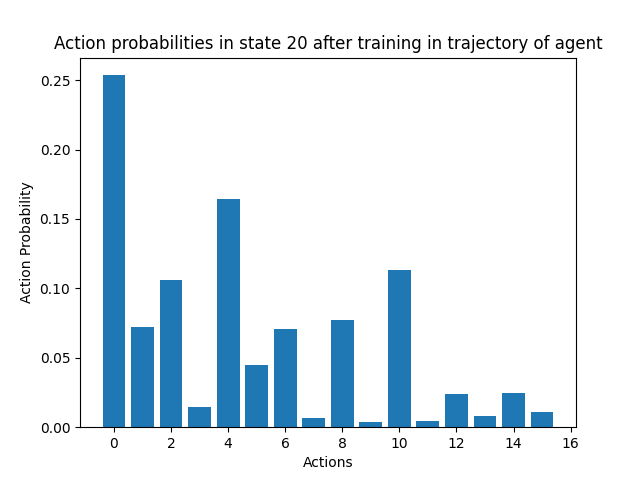 Action probabilities in state 20 after training in trajectory of agent
0.25
0.20
0.15
0.10
0.05
0.00
Action Probability
0 2 4 6 8 10 12 14 16
Actions